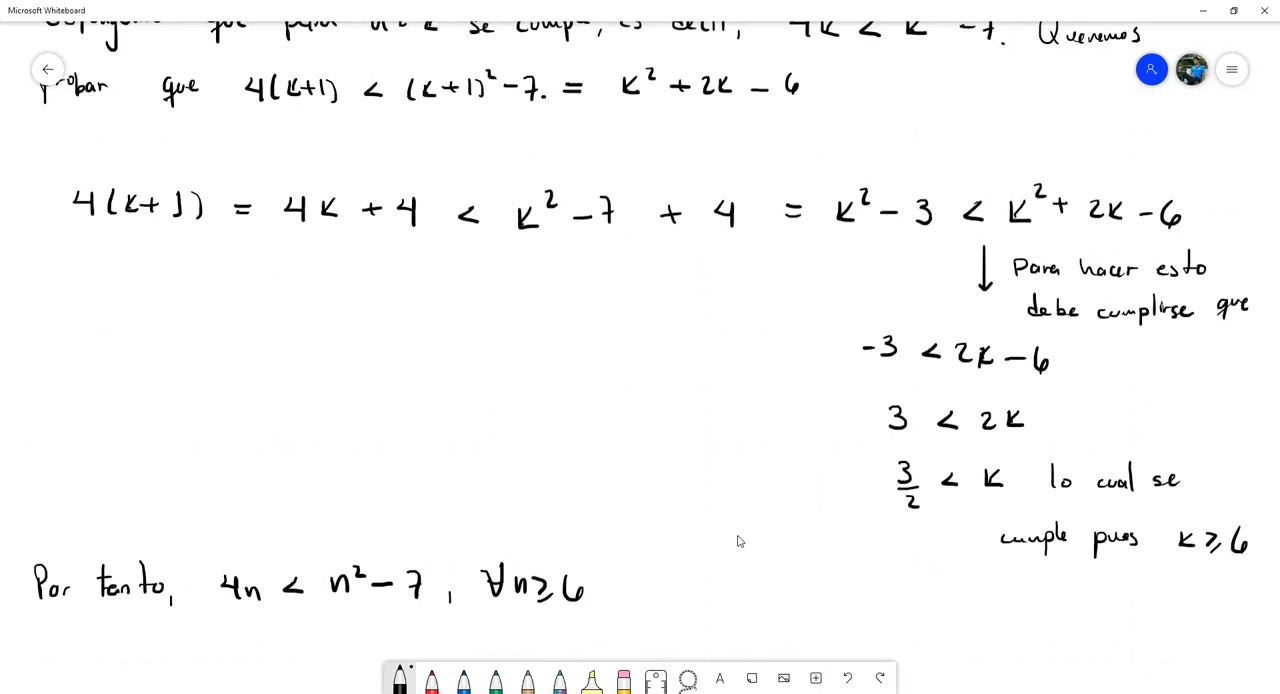 Microsoft Whiteboard
que para se cumple, es decir, 4k < k² - 7. Queremos
probar que 4(k+1) < (k+1)² - 7. = k² + 2k - 6
4(k+1) = 4k + 4 < k² - 7 + 4 = k² - 3 < k² + 2k - 6
↓ Para hacer esto
debe cumplirse que
-3 < 2k - 6
3 < 2k
3/2 < k lo cual se
cumple pues k ≥ 6
Por tanto, 4n < n² - 7, ∀n ≥ 6